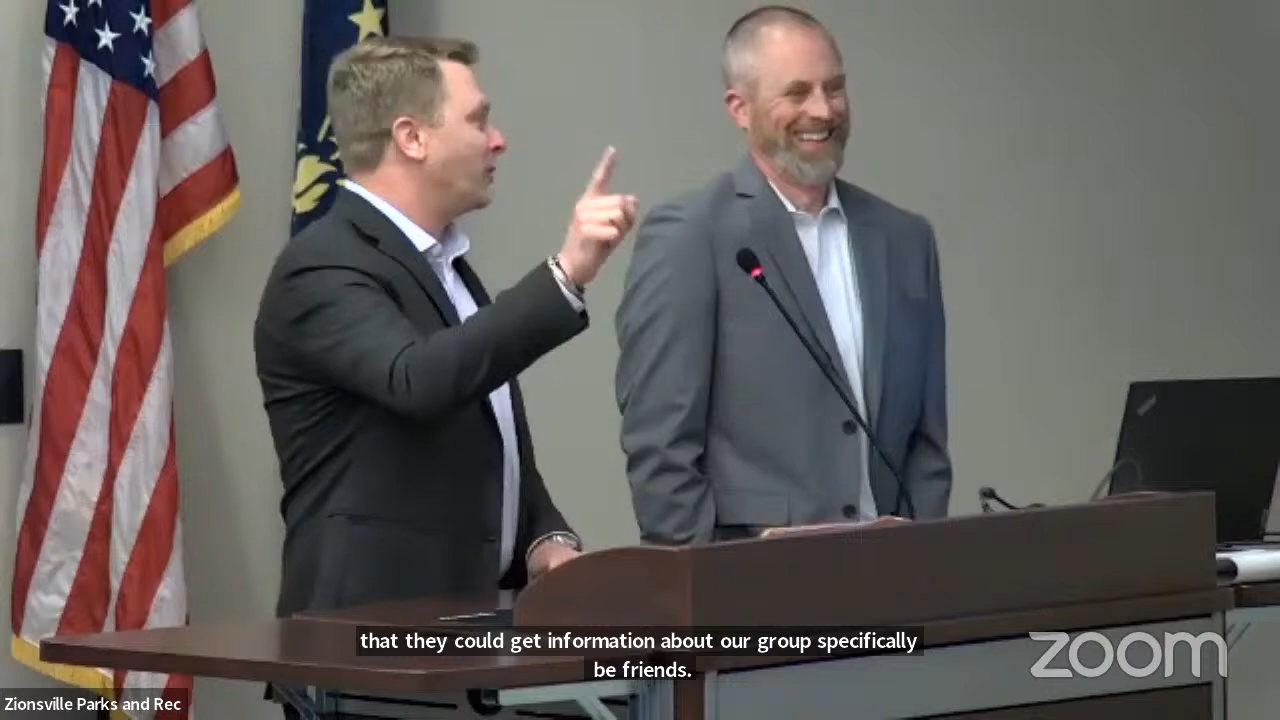 that they could get information about our group specifically
be friends.
zoom
Zionsville Parks and Rec